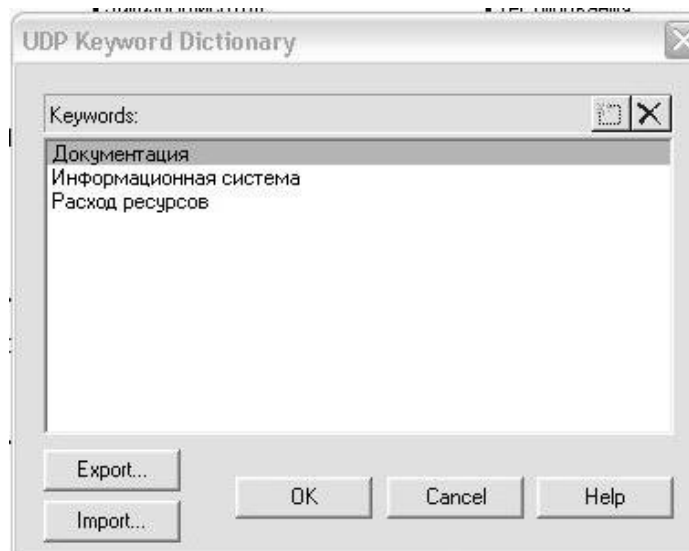 UDP Keyword Dictionary
Keywords:
Документация
Информационная система
Расход ресурсов
Export...
OK
Cancel
Help
Import...